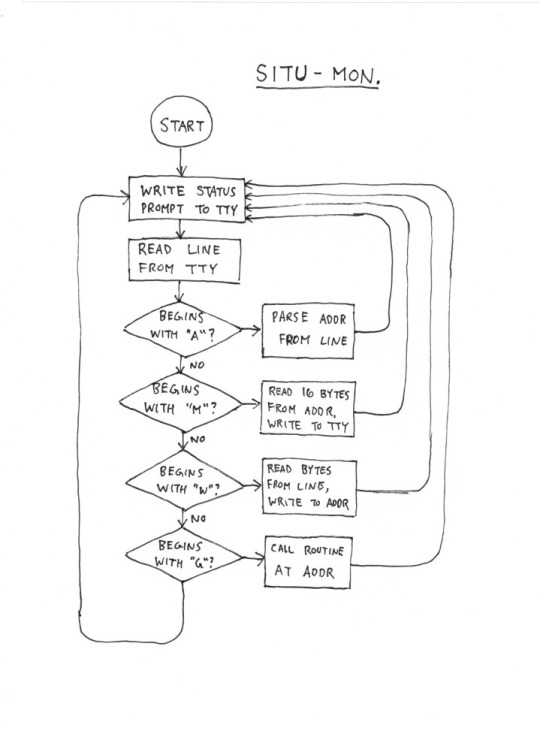 SITU-MON.
START
WRITE STATUS
PROMPT TO TTY
READ LINE
FROM TTY
BEGINS
WITH "A"?
PARSE ADDR
FROM LINE
NO
BEGINS
WITH "M"?
READ 16 BYTES
FROM ADDR,
WRITE TO TTY
NO
BEGINS
WITH "W"?
READ BYTES
FROM LINE,
WRITE TO ADDR
NO
BEGINS
WITH "G"?
CALL ROUTINE
AT ADDR